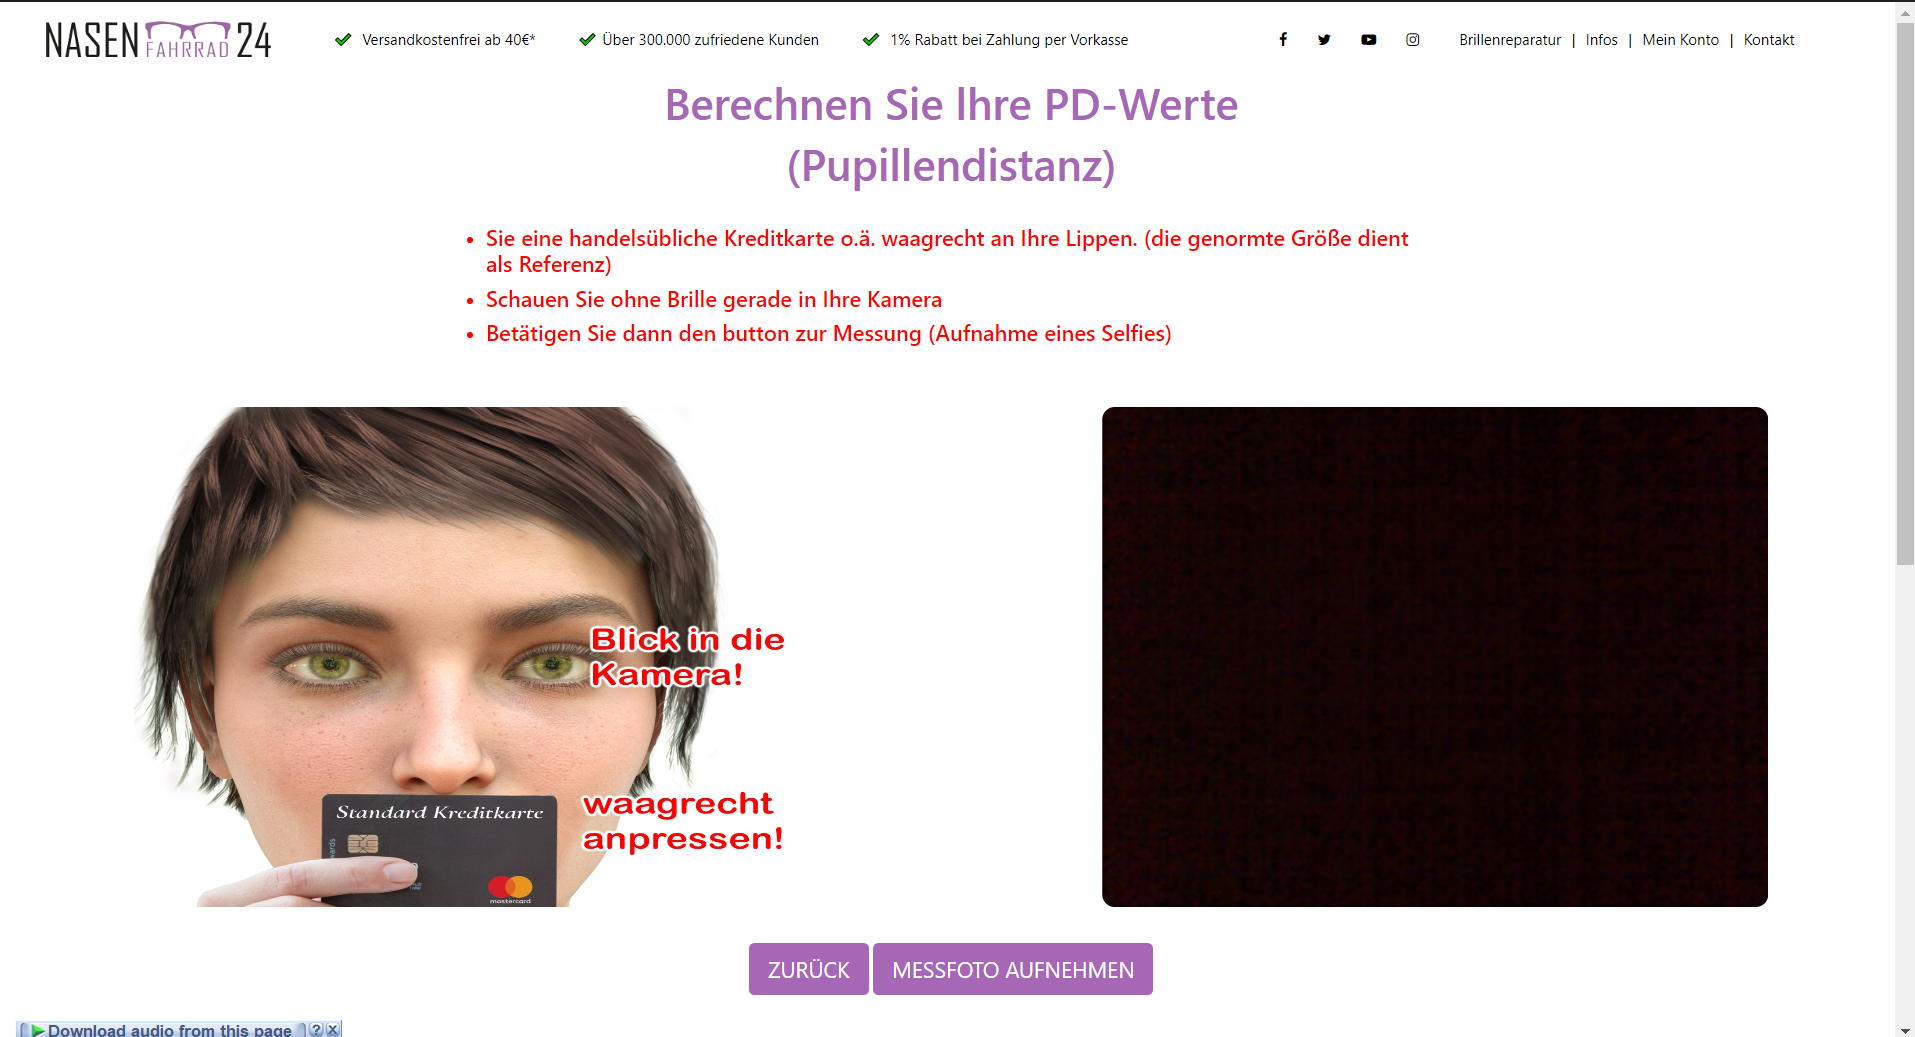 NASEN FAHRRAD 24
Versandkostenfrei ab 40€*
Über 300.000 zufriedene Kunden
1% Rabatt bei Zahlung per Vorkasse
Brillenreparatur | Infos | Mein Konto | Kontakt
Berechnen Sie Ihre PD-Werte
(Pupillendistanz)
• Sie eine handelsübliche Kreditkarte o.ä. waagrecht an Ihre Lippen. (die genormte Größe dient
als Referenz)
• Schauen Sie ohne Brille gerade in Ihre Kamera
• Betätigen Sie dann den button zur Messung (Aufnahme eines Selfies)
Blick in die
Kamera!
waagrecht
anpressen!
Standard Kreditkarte
mastercard
ZURÜCK
MESSFOTO AUFNEHMEN
Download audio from this page ? X